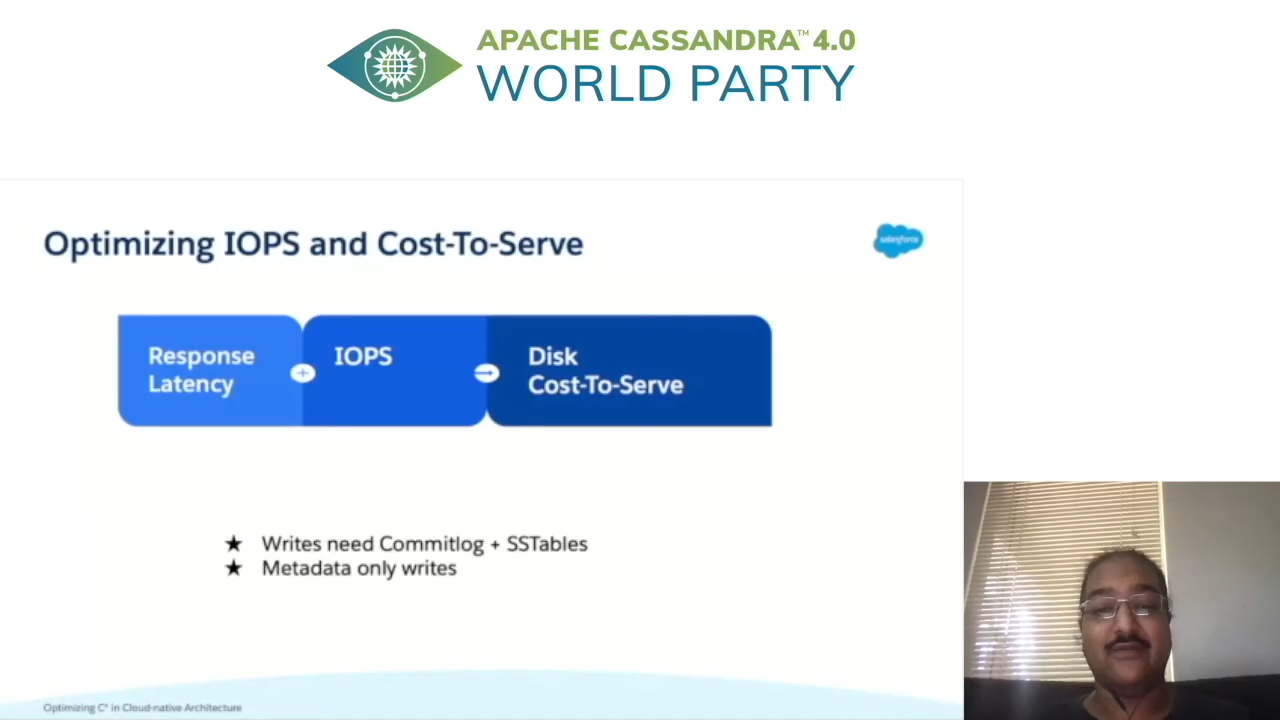 APACHE CASSANDRA™ 4.0
WORLD PARTY
Optimizing IOPS and Cost-To-Serve
salesforce
Response
Latency
+
IOPS
→
Disk
Cost-To-Serve
★ Writes need Commitlog + SSTables
★ Metadata only writes
Optimizing C* in Cloud-native Architecture